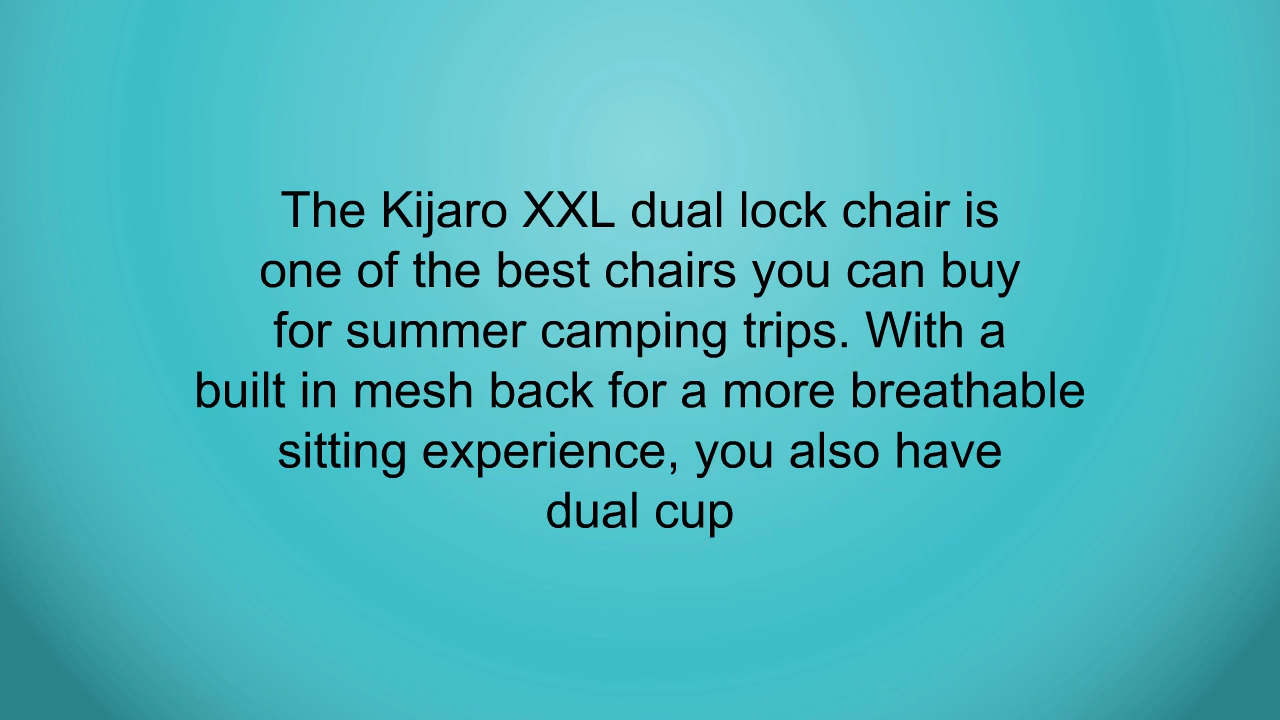 The Kijaro XXL dual lock chair is
one of the best chairs you can buy
for summer camping trips. With a
built in mesh back for a more breathable
sitting experience, you also have
dual cup